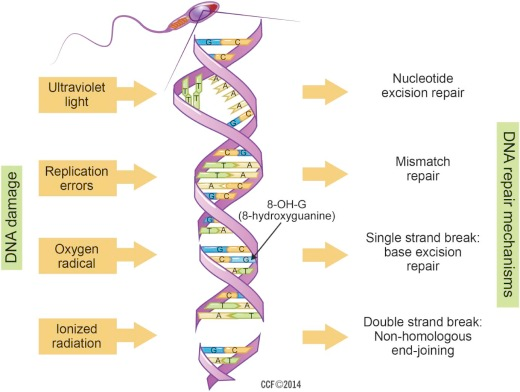 G C
Ultraviolet
light
T T T T
A A A A
C
G
Nucleotide
excision repair
DNA damage
DNA repair mechanisms
Replication
errors
C G
T A
A
G C
Mismatch
repair
8-OH-G
(8-hydroxyguanine)
G
T A
Oxygen
radical
G C
C G
A T
Single strand break:
base excision
repair
Ionized
radiation
C
T A
G C
A T
Double strand break:
Non-homologous
end-joining
CCF©2014